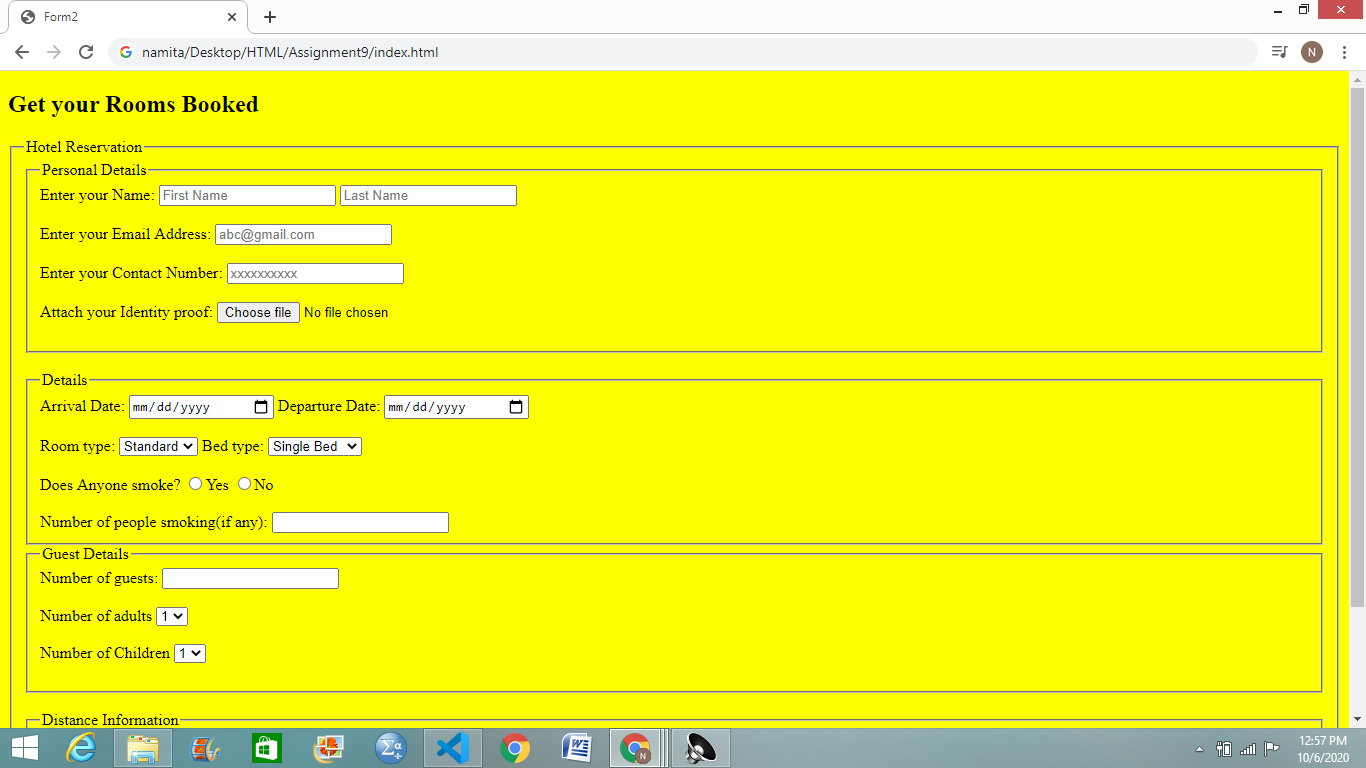 Form2
namita/Desktop/HTML/Assignment9/index.html
N
Get your Rooms Booked
Hotel Reservation
Personal Details
Enter your Name: First Name Last Name
Enter your Email Address: abc@gmail.com
Enter your Contact Number: xxxxxxxxxx
Attach your Identity proof: Choose file No file chosen
Details
Arrival Date: mm/dd/yyyy Departure Date: mm/dd/yyyy
Room type: Standard Bed type: Single Bed
Does Anyone smoke? Yes No
Number of people smoking(if any):
Guest Details
Number of guests:
Number of adults 1
Number of Children 1
Distance Information
N
12:57 PM
10/6/2020